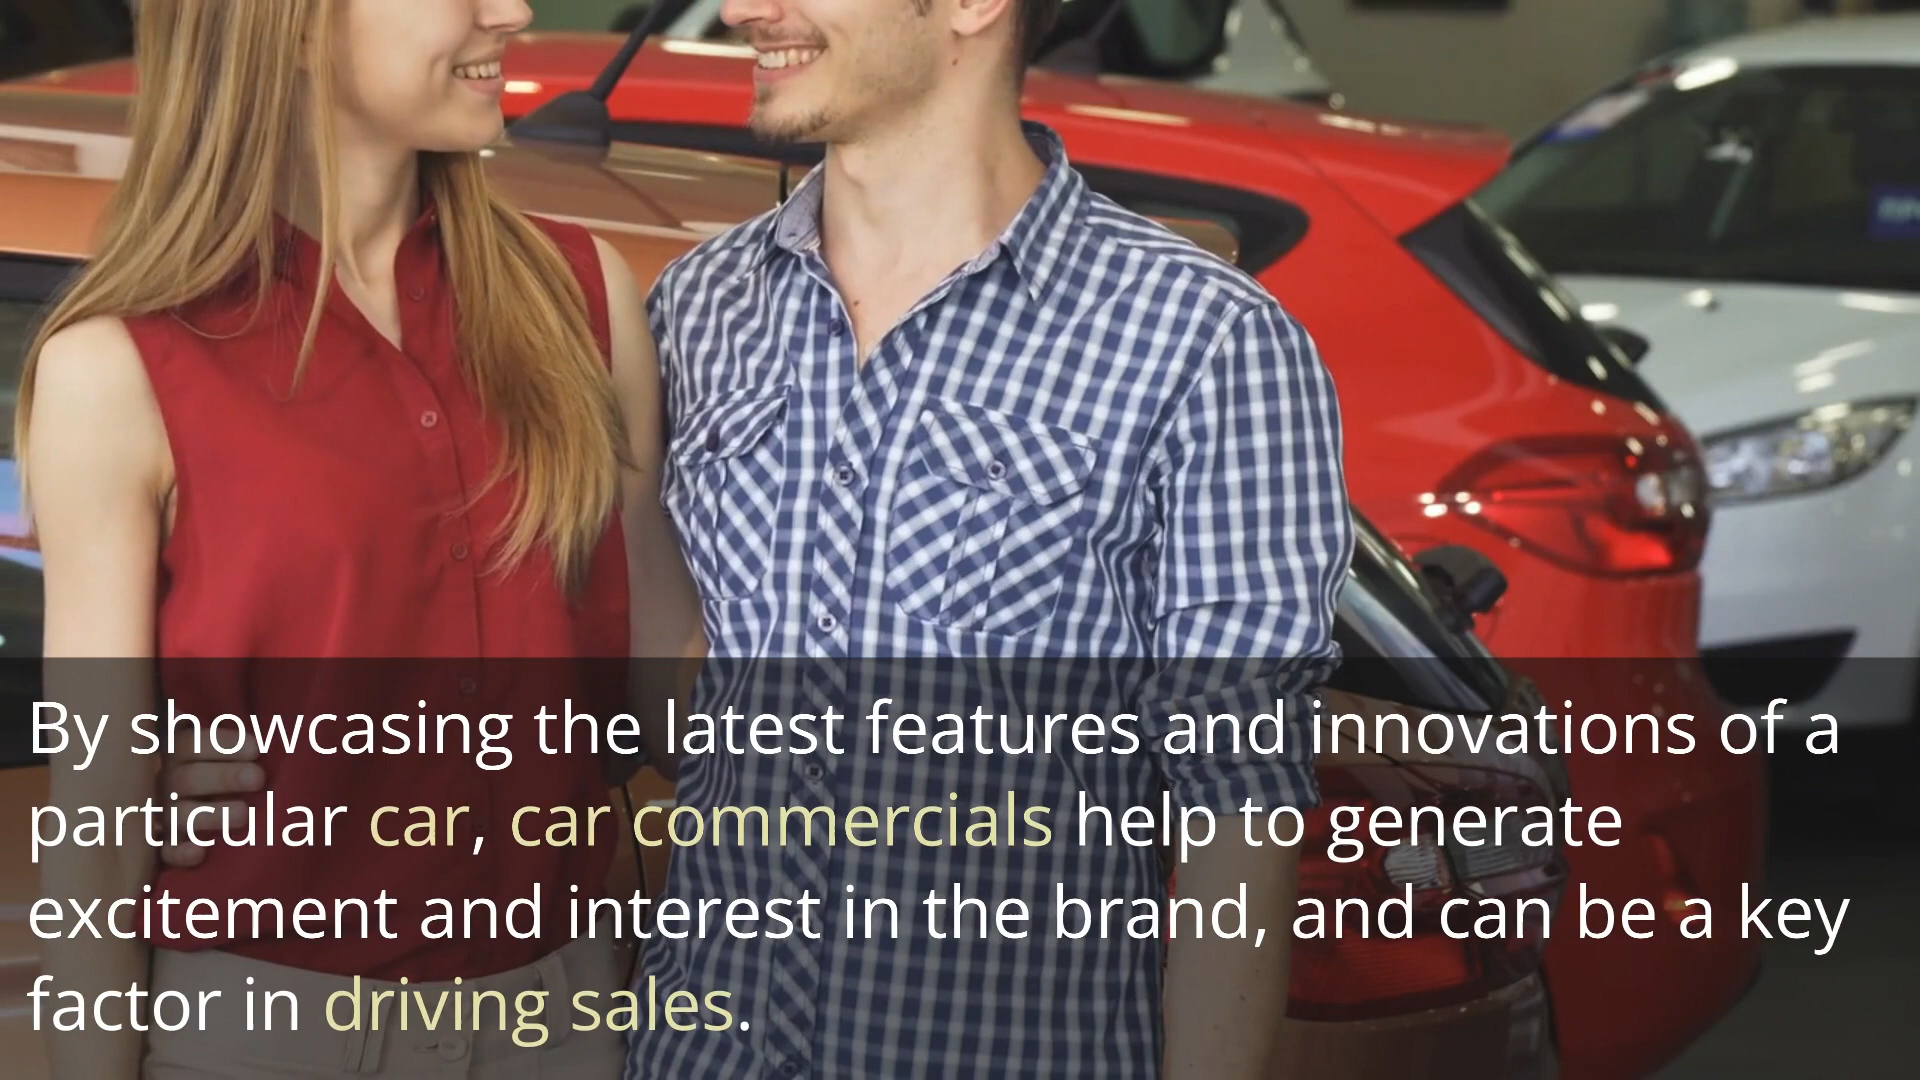 By showcasing the latest features and innovations of a
particular car, car commercials help to generate
excitement and interest in the brand, and can be a key
factor in driving sales.